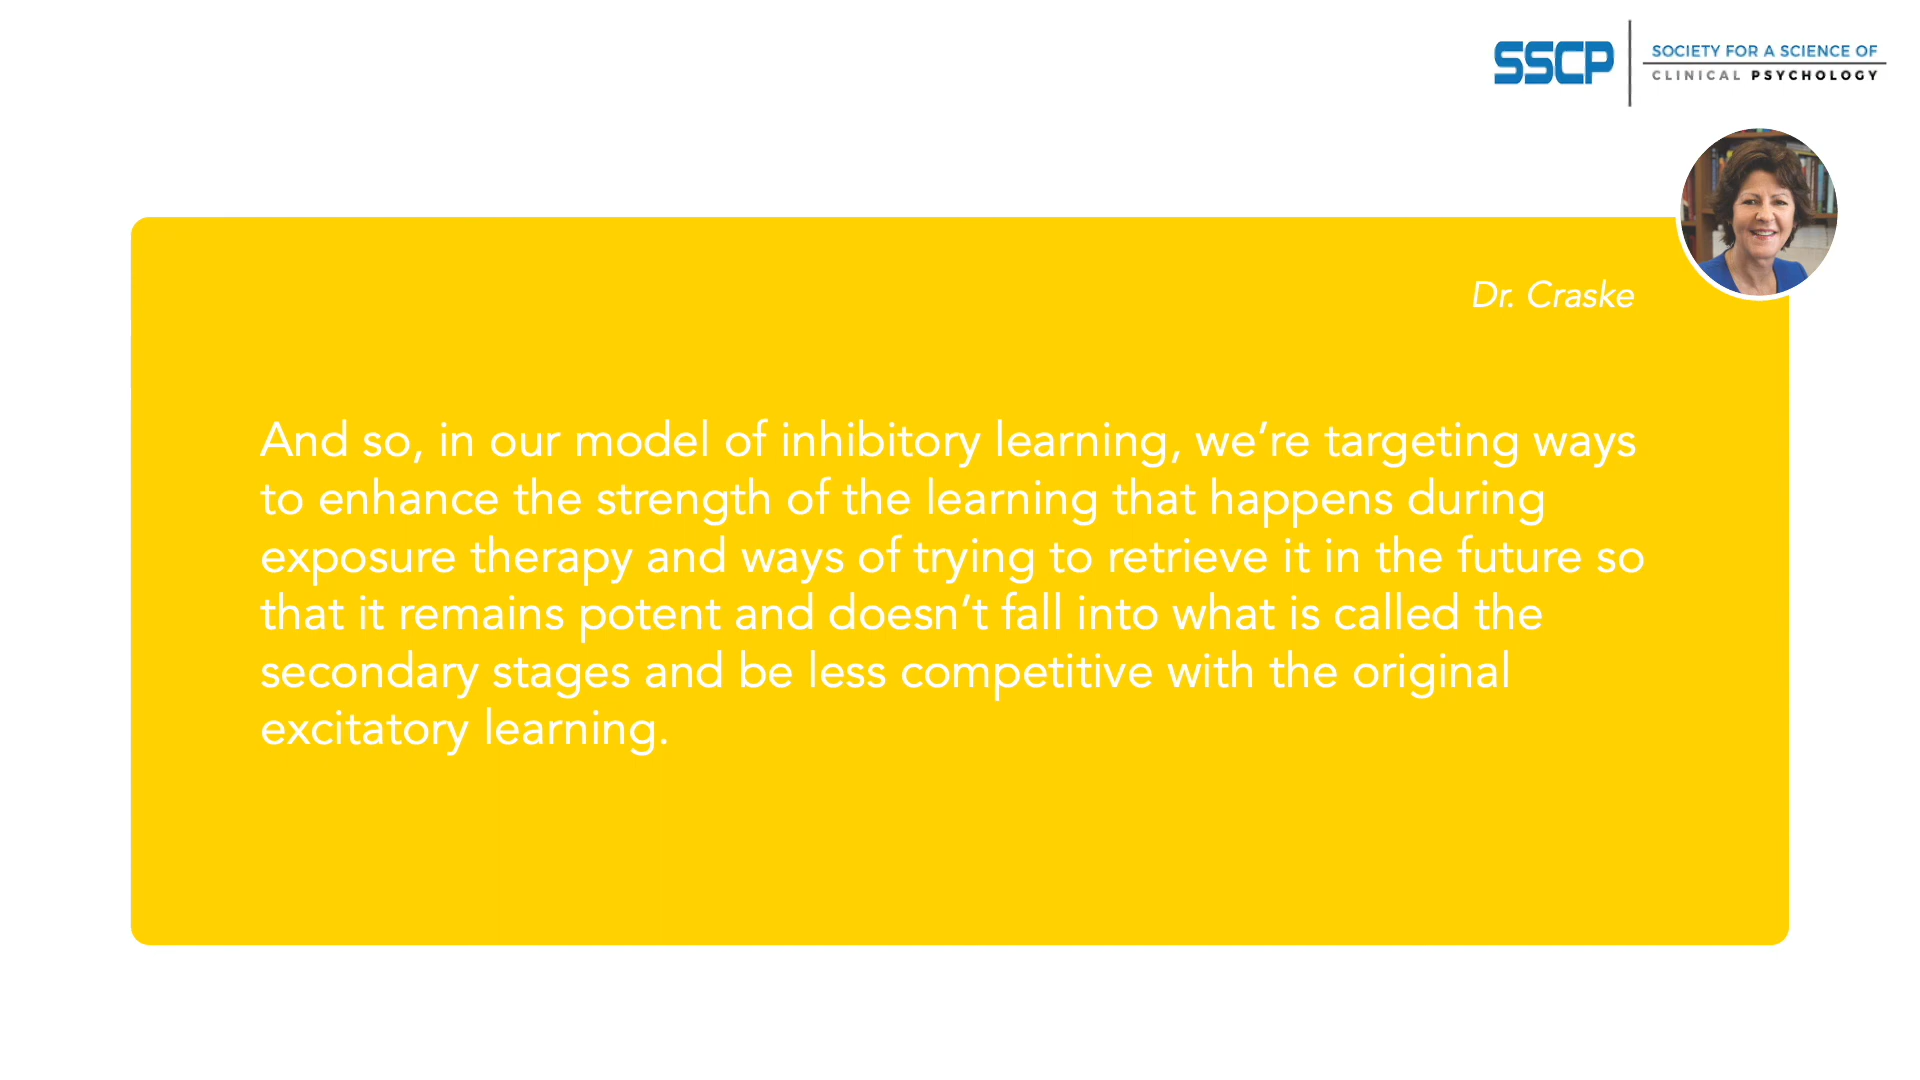 SSCP
SOCIETY FOR A SCIENCE OF
CLINICAL PSYCHOLOGY
Dr. Craske
And so, in our model of inhibitory learning, we’re targeting ways
to enhance the strength of the learning that happens during
exposure therapy and ways of trying to retrieve it in the future so
that it remains potent and doesn’t fall into what is called the
secondary stages and be less competitive with the original
excitatory learning.